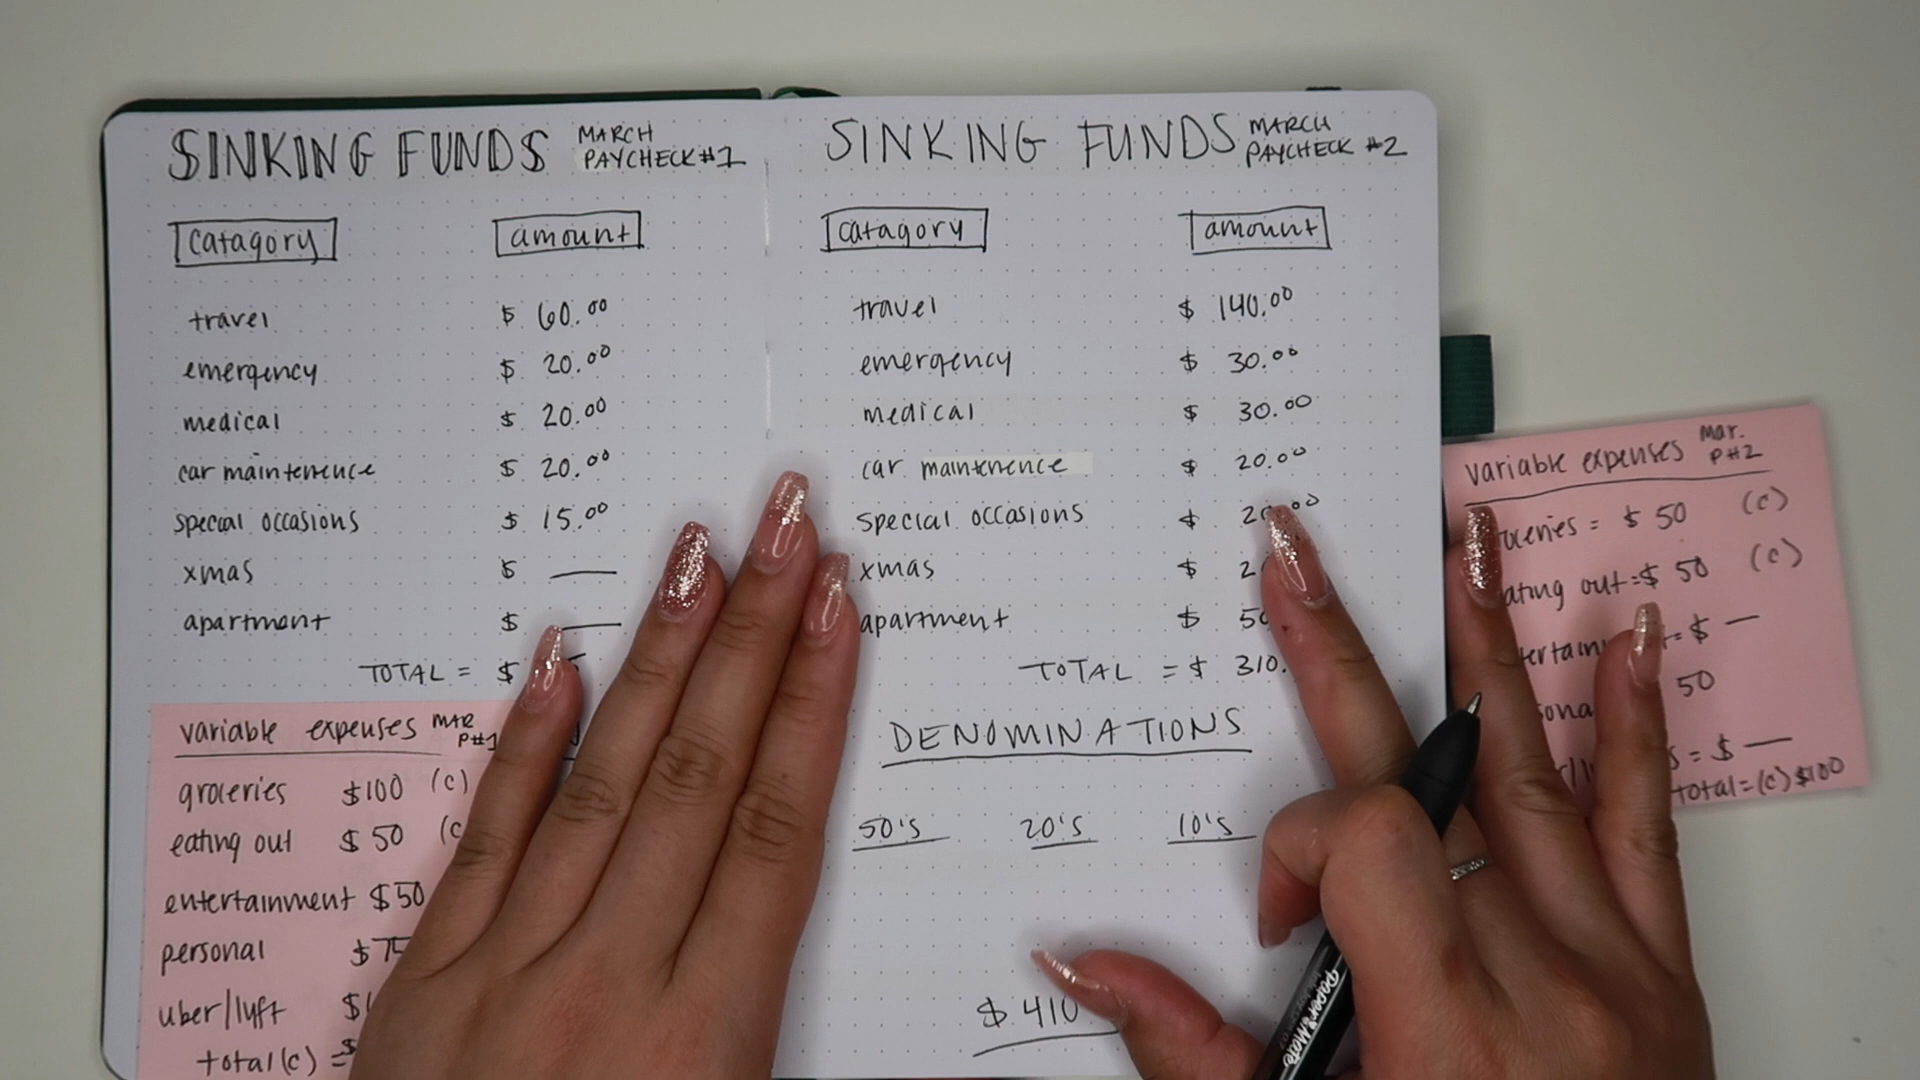 SINKING FUNDS MARCH PAYCHECK #1
catagory amount
travel $ 60.00
emergency $ 20.00
medical $ 20.00
car maintenence $ 20.00
special occasions $ 15.00
xmas $ —
apartment $ —
TOTAL = $
variable expenses MAR P#1
groceries $100 (c)
eating out $ 50 (c
entertainment $50
personal $75
uber/lyft $
total (c) = $
SINKING FUNDS MARCH PAYCHECK #2
catagory amount
travel $ 140.00
emergency $ 30.00
medical $ 30.00
car maintenence $ 20.00
special occasions $
xmas $
apartment $
TOTAL = $ 310.
DENOMINATIONS
50's 20's 10's
$ 410
variable expenses Mar. P#2
= $ 50 (c)
out = $ 50 (c)
= $ —
50
= $ —
total = (c) $100
Paper Mate